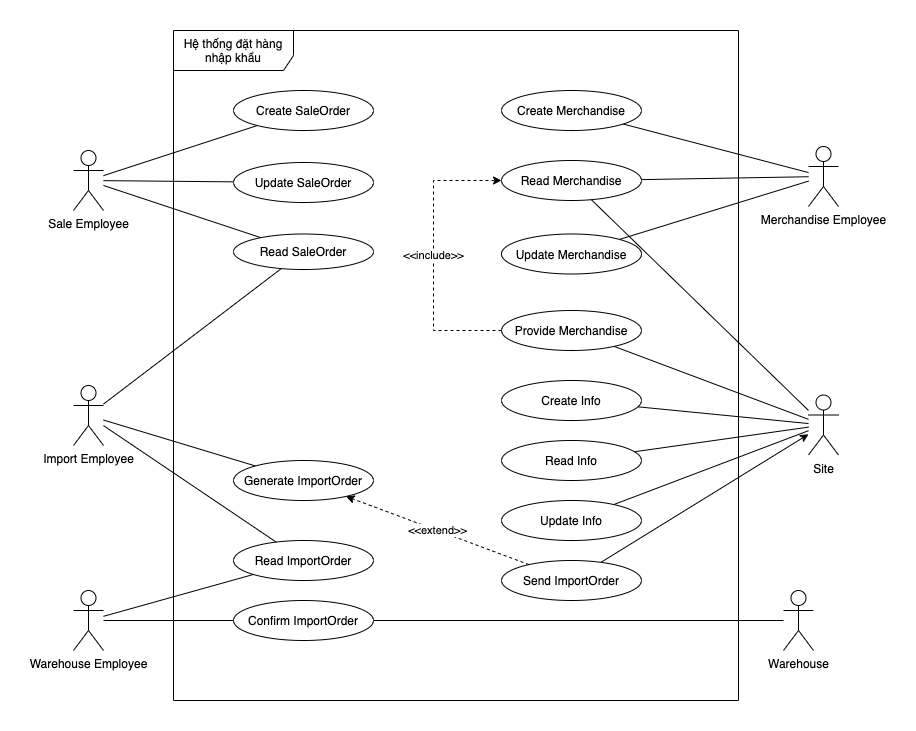 Hệ thống đặt hàng
nhập khẩu
Create SaleOrder
Create Merchandise
Update SaleOrder
Read Merchandise
Sale Employee
Merchandise Employee
Read SaleOrder
Update Merchandise
<<include>>
Provide Merchandise
Create Info
Import Employee
Read Info
Site
Generate ImportOrder
Update Info
<<extend>>
Read ImportOrder
Send ImportOrder
Confirm ImportOrder
Warehouse Employee
Warehouse